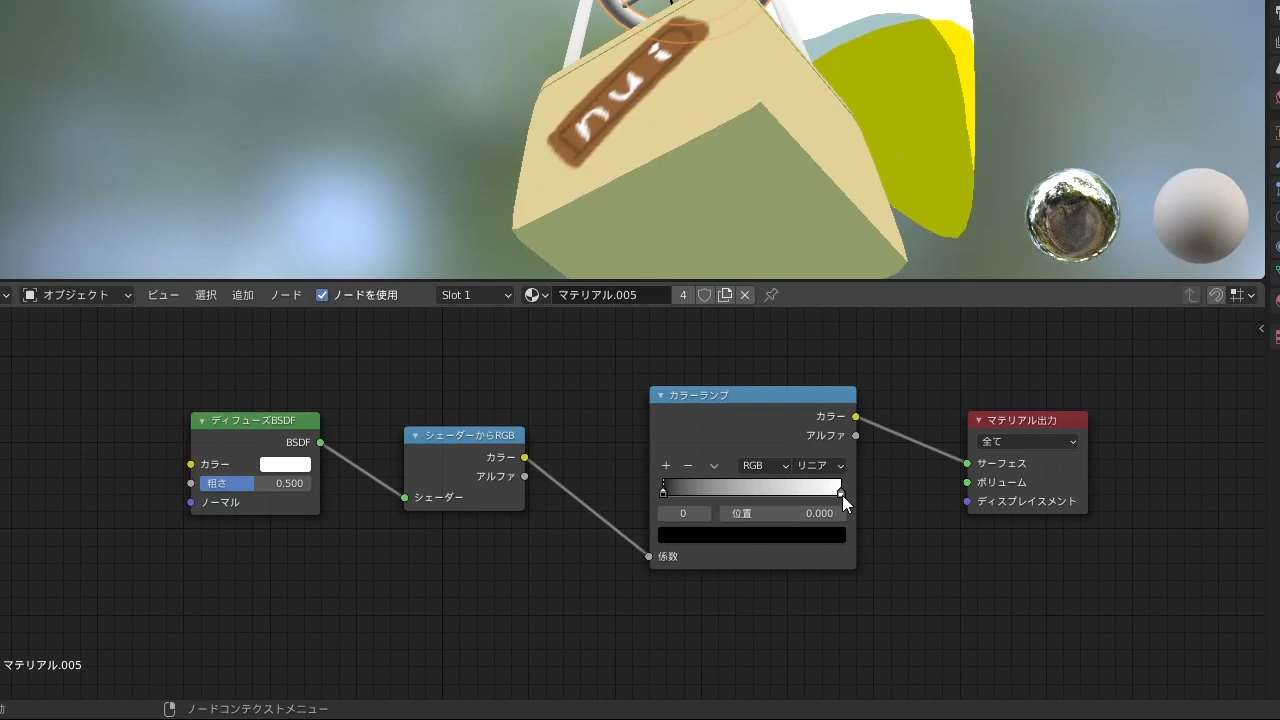 nui
オブジェクト ビュー 選択 追加 ノード ノードを使用 Slot 1 マテリアル.005 4
カラーランプ
カラー
アルファ
RGB リニア
0 位置 0.000
係数
ディフューズBSDF
BSDF
カラー
粗さ 0.500
ノーマル
シェーダーからRGB
カラー
アルファ
シェーダー
マテリアル出力
全て
サーフェス
ボリューム
ディスプレイスメント
マテリアル.005
ノードコンテクストメニュー